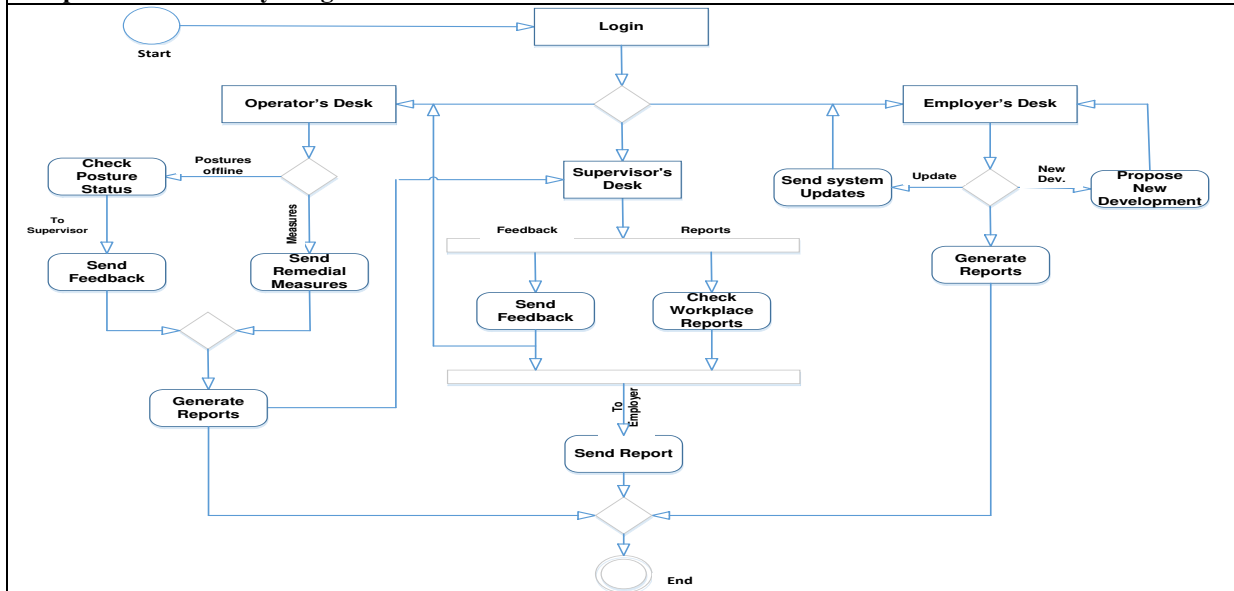 Login
Start
Operator's Desk
Employer's Desk
Postures
offline
Check
Posture
Status
Supervisor's
Desk
Send system
Updates
Update
New
Dev.
Propose
New
Development
To
Supervisor
Measures
Feedback
Reports
Send
Feedback
Send
Remedial
Measures
Generate
Reports
Send
Feedback
Check
Workplace
Reports
Generate
Reports
To
Employer
Send Report
End